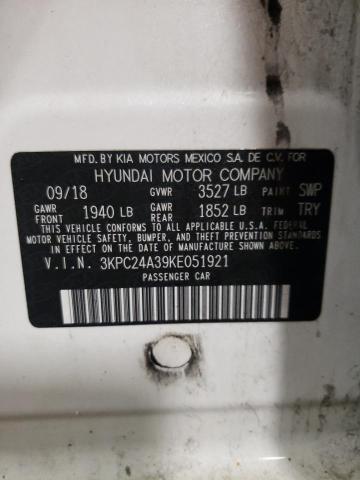 MFD. BY KIA MOTORS MEXICO S.A. DE C.V. FOR
HYUNDAI MOTOR COMPANY
09/18 GVWR 3527 LB PAINT SWP
GAWR FRONT 1940 LB GAWR REAR 1852 LB TRIM TRY
THIS VEHICLE CONFORMS TO ALL APPLICABLE U.S.A. FEDERAL
MOTOR VEHICLE SAFETY, BUMPER, AND THEFT PREVENTION
STANDARDS IN EFFECT ON THE DATE OF MANUFACTURE SHOWN ABOVE.
V.I.N. 3KPC24A39KE051921
PASSENGER CAR